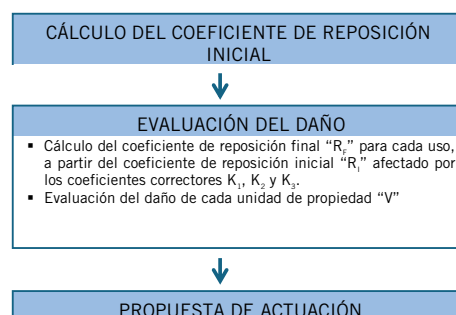 CÁLCULO DEL COEFICIENTE DE REPOSICIÓN
INICIAL
EVALUACIÓN DEL DAÑO
▪ Cálculo del coeficiente de reposición final “R_F” para cada uso,
a partir del coeficiente de reposición inicial “R_I” afectado por
los coeficientes correctores K₁, K₂ y K₃.
▪ Evaluación del daño de cada unidad de propiedad “V”
PROPUESTA DE ACTUACIÓN